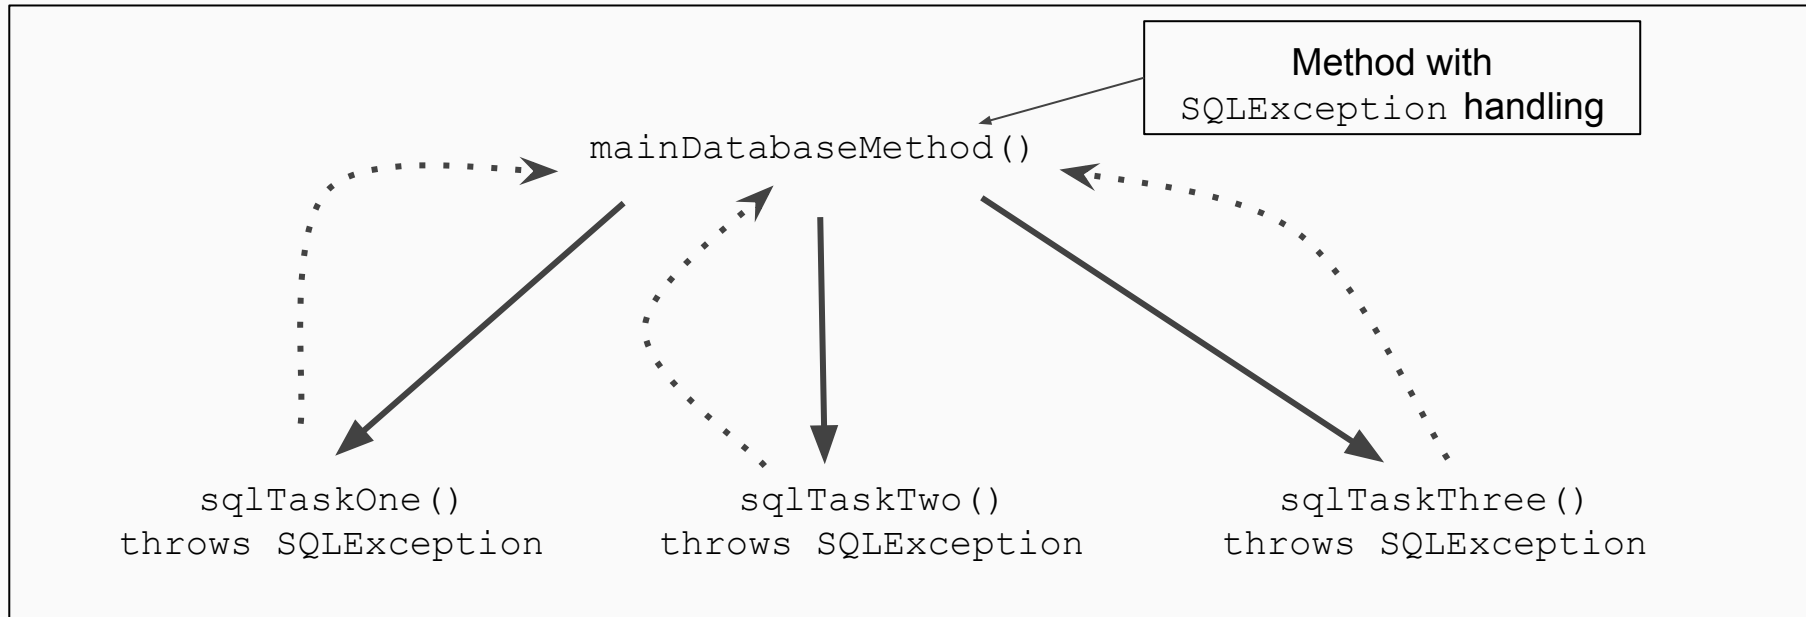 Method with
SQLException handling
mainDatabaseMethod()
sqlTaskOne()
throws SQLException
sqlTaskTwo()
throws SQLException
sqlTaskThree()
throws SQLException